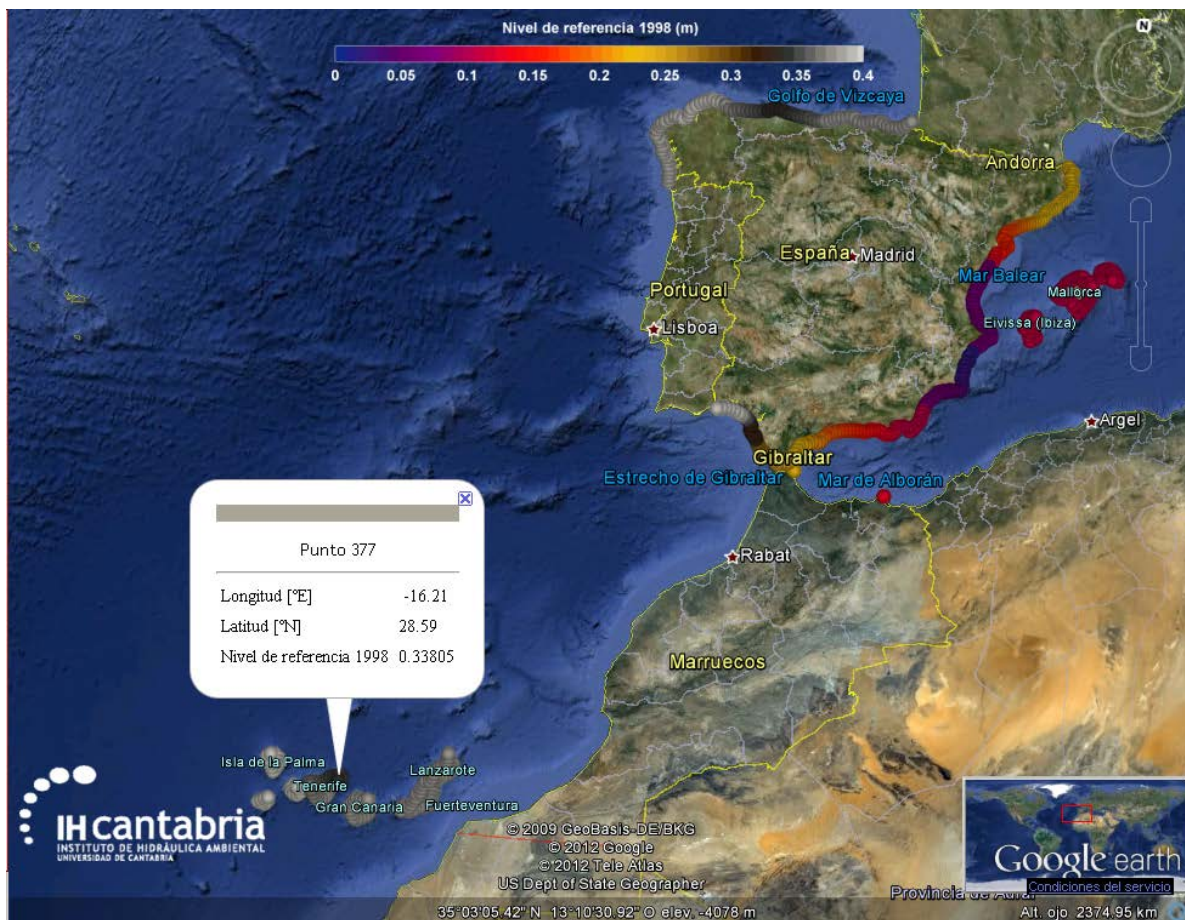 Nivel de referencia 1998 (m)
0 0.05 0.1 0.15 0.2 0.25 0.3 0.35 0.4
N
Golfo de Vizcaya
Andorra
España
Madrid
Mar Balear
Mallorca
Portugal
Eivissa (Ibiza)
Lisboa
Argel
Gibraltar
Estrecho de Gibraltar
Mar de Alborán
Punto 377
Rabat
Longitud [ºE] -16.21
Latitud [ºN] 28.59
Nivel de referencia 1998 0.33805
Marruecos
Isla de la Palma
Lanzarote
Tenerife
Gran Canaria
Fuerteventura
IHcantabria
INSTITUTO DE HIDRÁULICA AMBIENTAL
UNIVERSIDAD DE CANTABRIA
© 2009 GeoBasis-DE/BKG
© 2012 Google
© 2012 Tele Atlas
US Dept of State Geographer
Google earth
Condiciones del servicio
Provincia de
35°03'05.42" N 13°10'30.92" O elev. -4078 m
Alt. ojo 2374.95 km